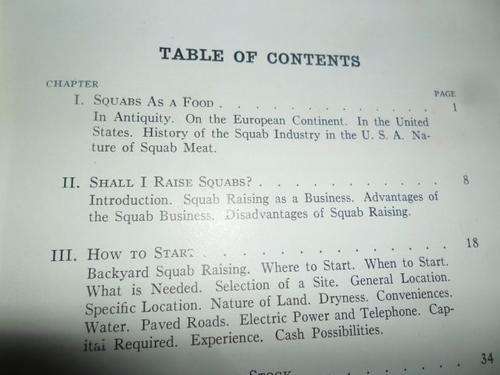 TABLE OF CONTENTS
CHAPTER
PAGE
I. SQUABS AS A FOOD . . . . . . . . . . . . 1
In Antiquity. On the European Continent. In the United
States. History of the Squab Industry in the U. S. A. Na-
ture of Squab Meat.
II. SHALL I RAISE SQUABS? . . . . . . . . . . 8
Introduction. Squab Raising as a Business. Advantages of
the Squab Business. Disadvantages of Squab Raising.
III. HOW TO START . . . . . . . . . . . . . 18
Backyard Squab Raising. Where to Start. When to Start.
What is Needed. Selection of a Site. General Location.
Specific Location. Nature of Land. Dryness. Conveniences.
Water. Paved Roads. Electric Power and Telephone. Cap-
ital Required. Experience. Cash Possibilities.
STOCK . . . . . . . 34